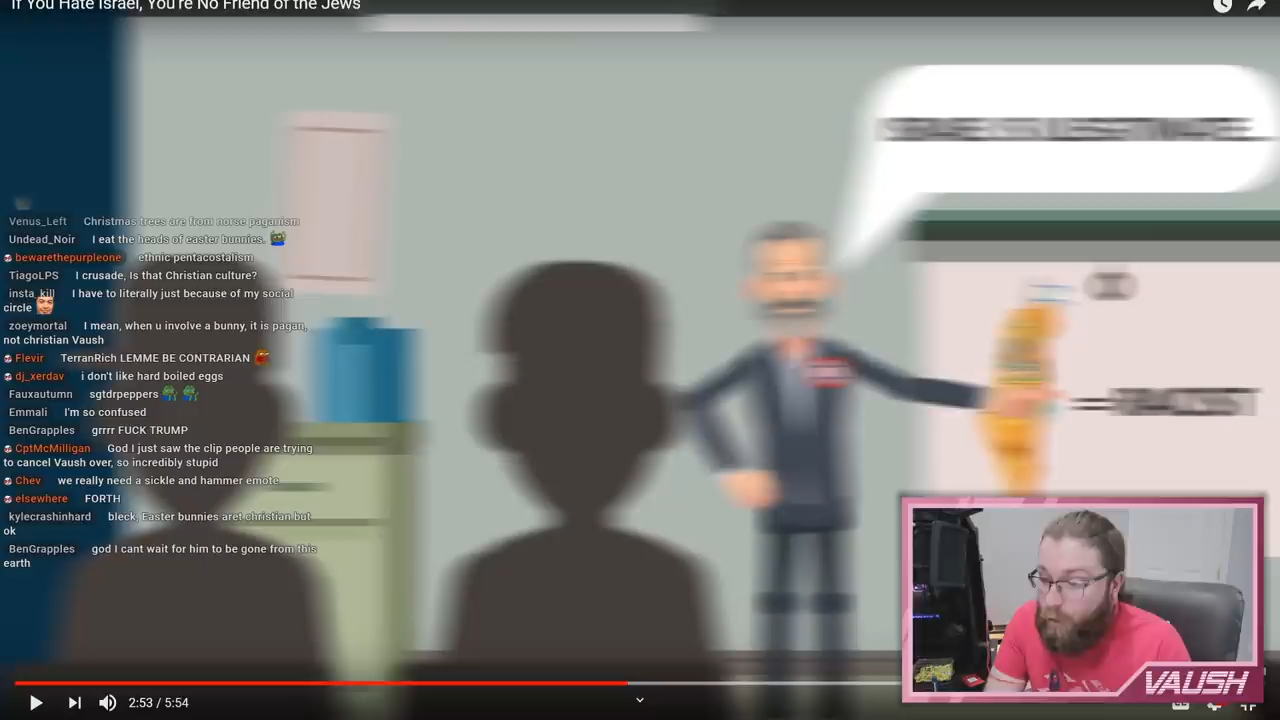 If You Hate Israel, You're No Friend of the Jews
Venus_Left Christmas trees are from norse paganism
Undead_Noir I eat the heads of easter bunnies.
bewarethepurpleone ethnic pentacostalism
TiagoLPS I crusade, Is that Christian culture?
insta_kill I have to literally just because of my social
circle
zoeymortal I mean, when u involve a bunny, it is pagan,
not christian Vaush
Flevir TerranRich LEMME BE CONTRARIAN
dj_xerdav i don't like hard boiled eggs
Fauxautumn sgtdrpeppers
Emmali I'm so confused
BenGrapples grrrr FUCK TRUMP
CptMcMilligan God I just saw the clip people are trying
to cancel Vaush over, so incredibly stupid
Chev we really need a sickle and hammer emote
elsewhere FORTH
kylecrashinhard bleck, Easter bunnies aret christian but
ok
BenGrapples god I cant wait for him to be gone from this
earth
VAUSH
2:53 / 5:54